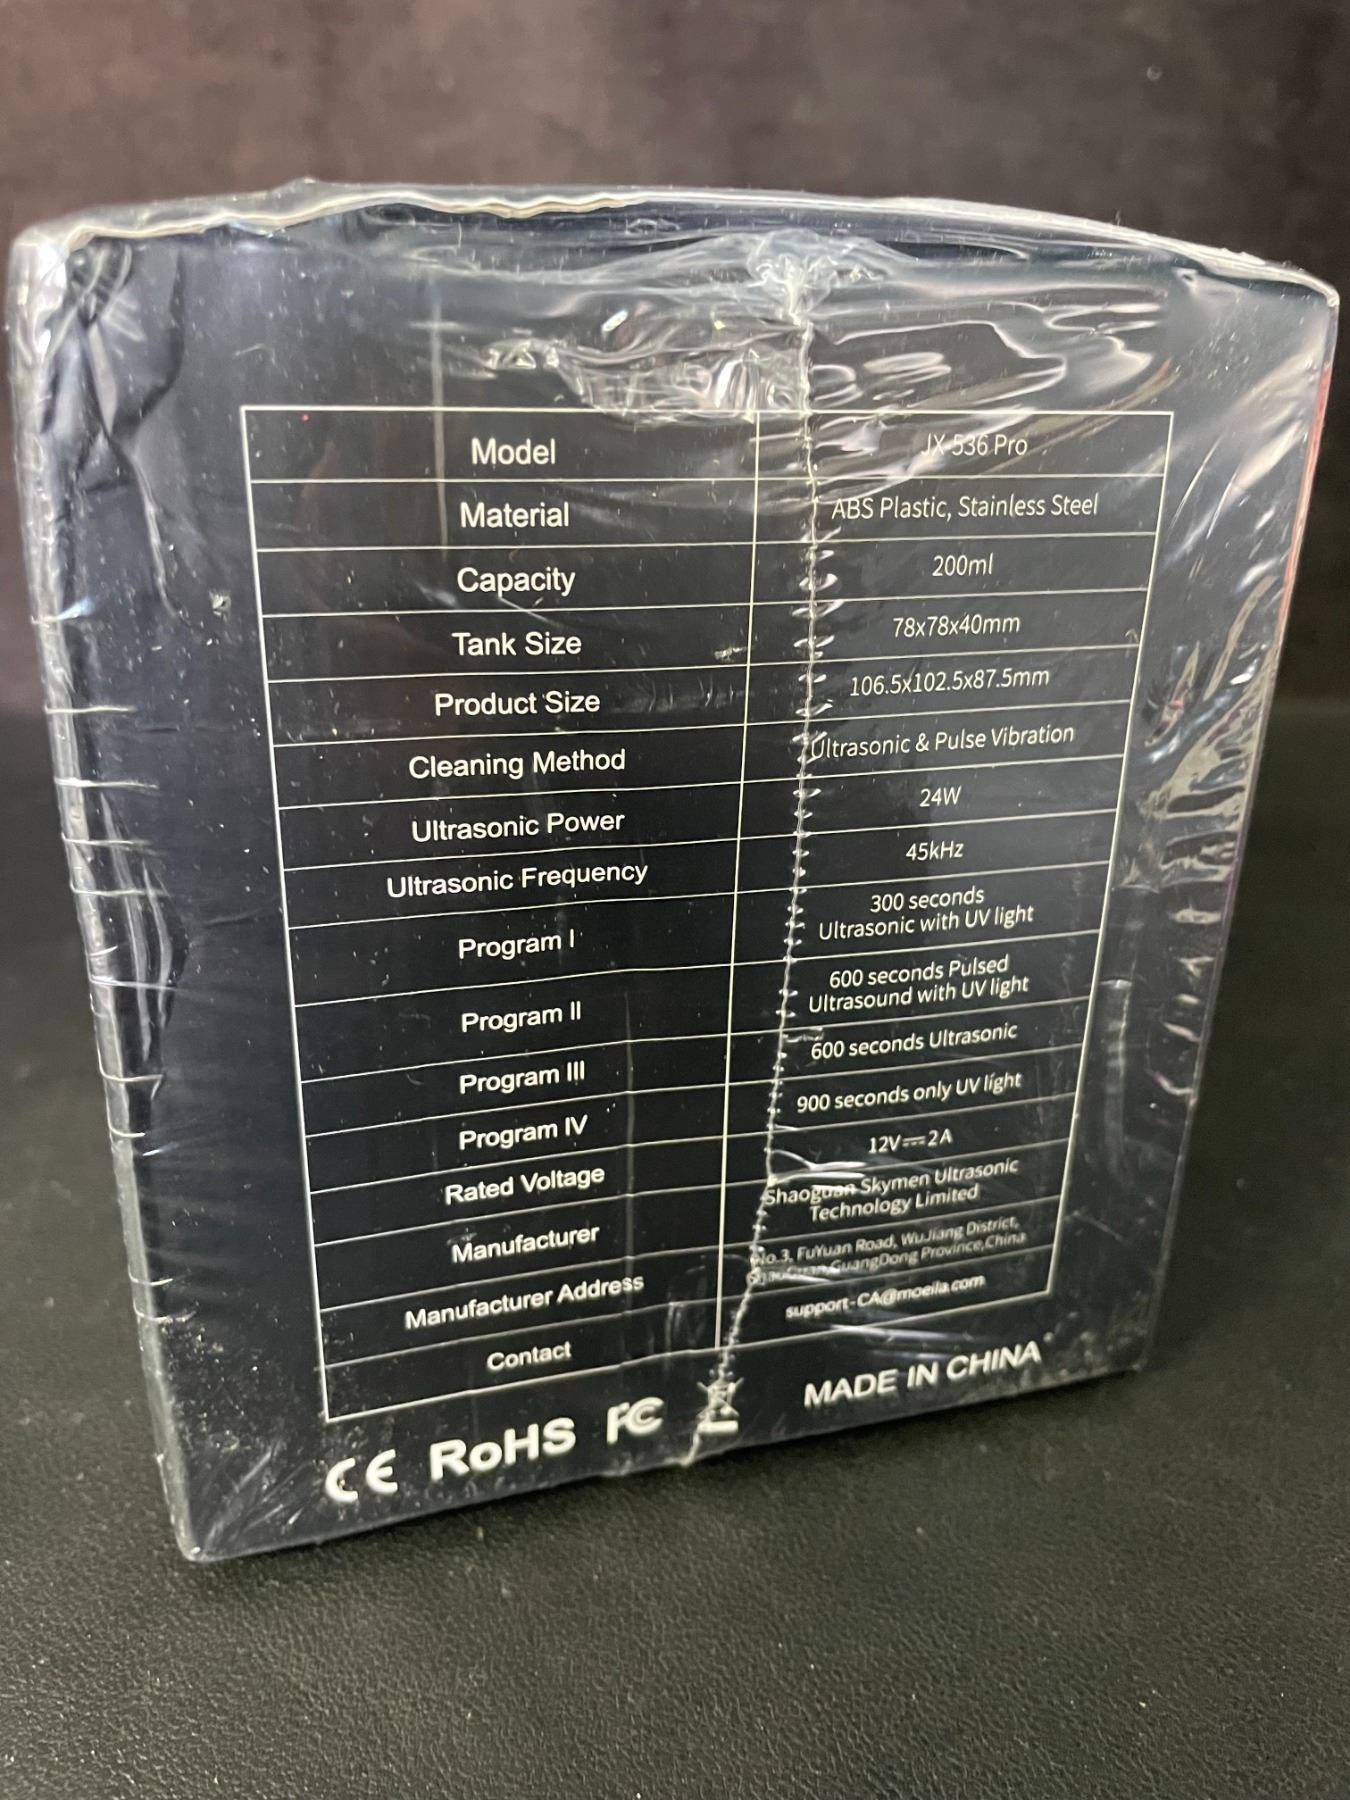 Model JX-536 Pro
Material ABS Plastic, Stainless Steel
Capacity 200ml
Tank Size 78x78x40mm
Product Size 106.5x102.5x87.5mm
Cleaning Method Ultrasonic & Pulse Vibration
Ultrasonic Power 24W
Ultrasonic Frequency 45kHz
Program I 300 seconds
Ultrasonic with UV light
Program II 600 seconds Pulsed
Ultrasound with UV light
Program III 600 seconds Ultrasonic
Program IV 900 seconds only UV light
Rated Voltage 12V⎓2A
Manufacturer Shaoguan Skymen Ultrasonic
Technology Limited
Manufacturer Address No.3, FuYuan Road, WuJiang District,
ShaoGuan,GuangDong Province,China
Contact support-CA@moeila.com
CE RoHS FC MADE IN CHINA